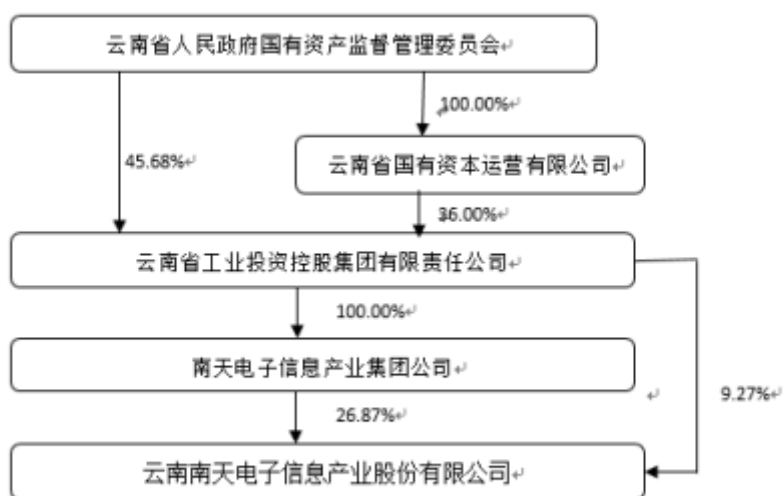 云南省人民政府国有资产监督管理委员会↵
100.00%↵
45.68%↵
云南省国有资本运营有限公司↵
36.00%↵
云南省工业投资控股集团有限责任公司↵
100.00%↵
南天电子信息产业集团公司↵
9.27%↵
26.87%↵
云南南天电子信息产业股份有限公司↵